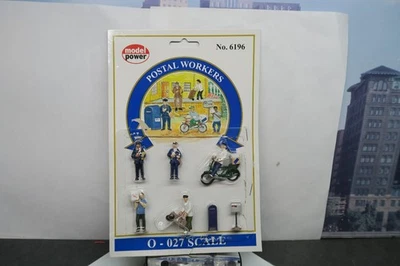 model
power
No. 6196
POSTAL WORKERS
O - 027 SCALE